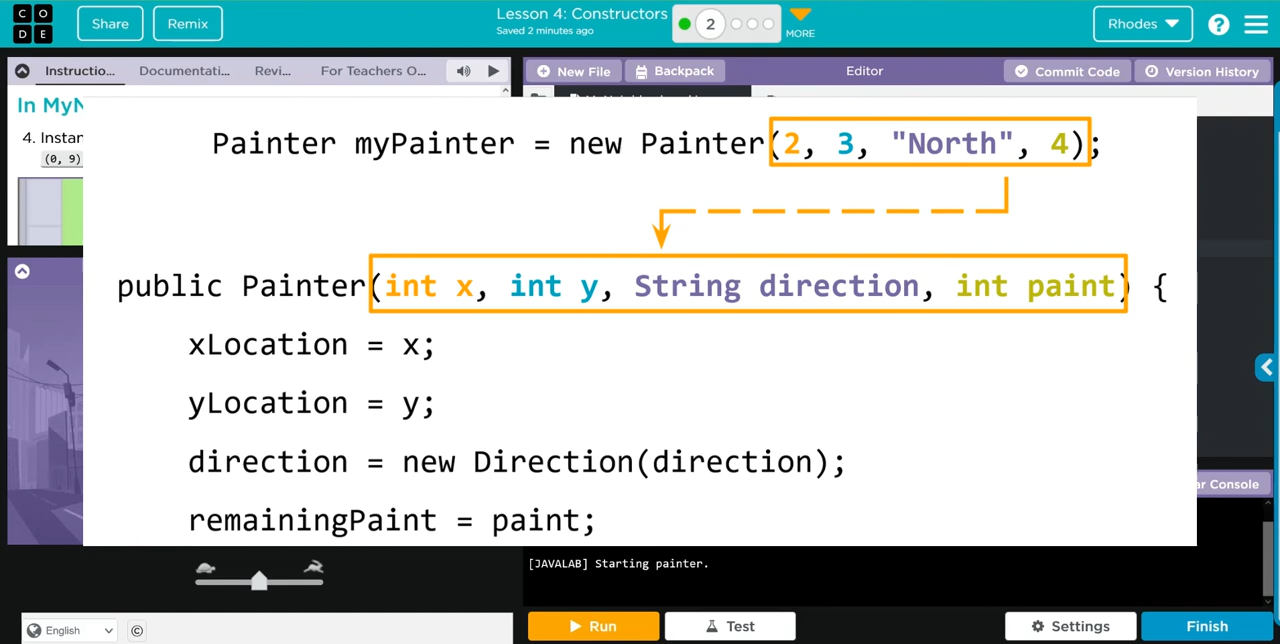 C O
D E
Share
Remix
Lesson 4: Constructors
Saved 2 minutes ago
2
MORE
Rhodes
?
Instructio...
Documentati...
Revi...
For Teachers O...
New File
Backpack
Editor
Commit Code
Version History
In MyN
4. Instan
(0, 9)
Painter myPainter = new Painter(2, 3, "North", 4);
public Painter(int x, int y, String direction, int paint) {
xLocation = x;
yLocation = y;
direction = new Direction(direction);
remainingPaint = paint;
ar Console
[JAVALAB] Starting painter.
English
©
Run
Test
Settings
Finish